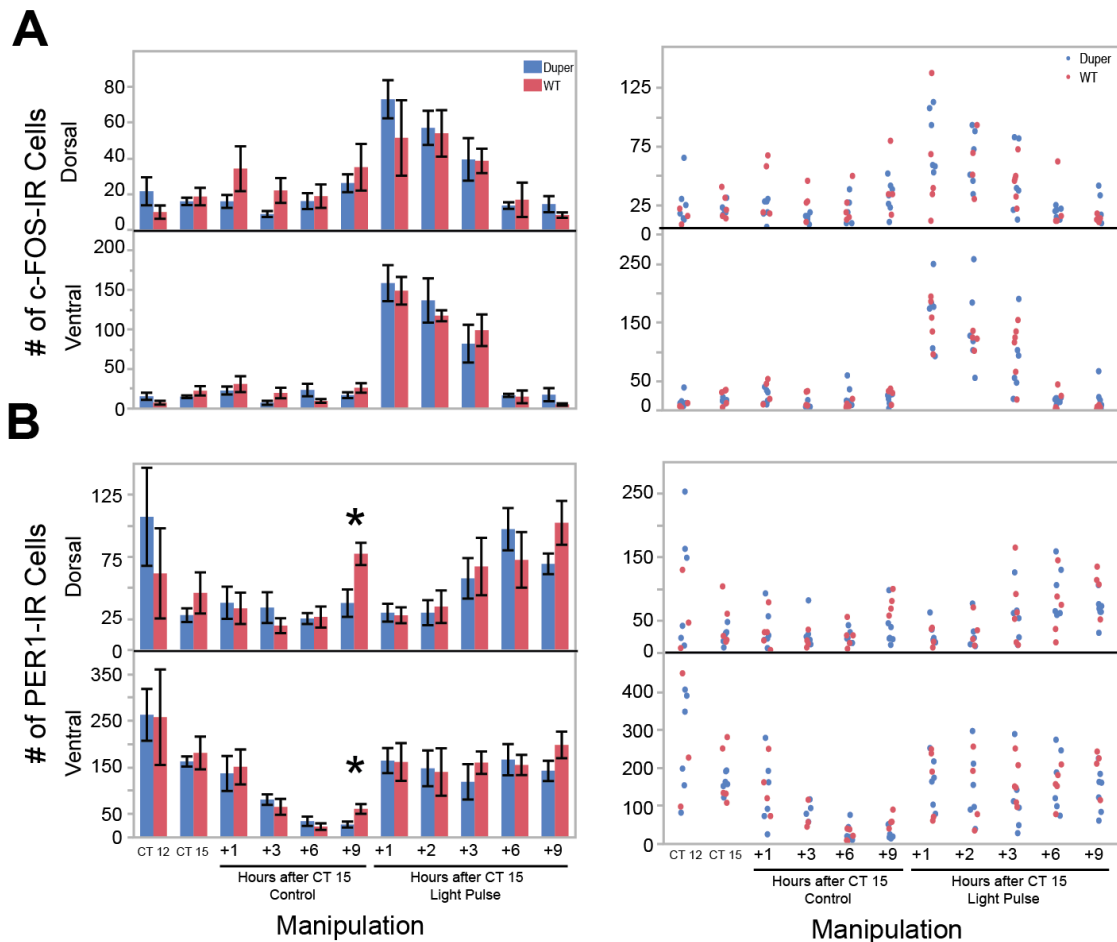 A
# of c-FOS-IR Cells
Dorsal
Ventral
80
60
40
20
0
200
150
100
50
0
Duper
WT
125
75
25
0
250
150
50
0
Duper
WT
B
# of PER1-IR Cells
Dorsal
Ventral
125
75
25
0
350
250
150
50
0
*
*
CT 12
CT 15
+1
+3
+6
+9
+1
+2
+3
+6
+9
Hours after CT 15
Control
Hours after CT 15
Light Pulse
Manipulation
250
150
50
0
400
300
200
100
0
CT 12
CT 15
+1
+3
+6
+9
+1
+2
+3
+6
+9
Hours after CT 15
Control
Hours after CT 15
Light Pulse
Manipulation